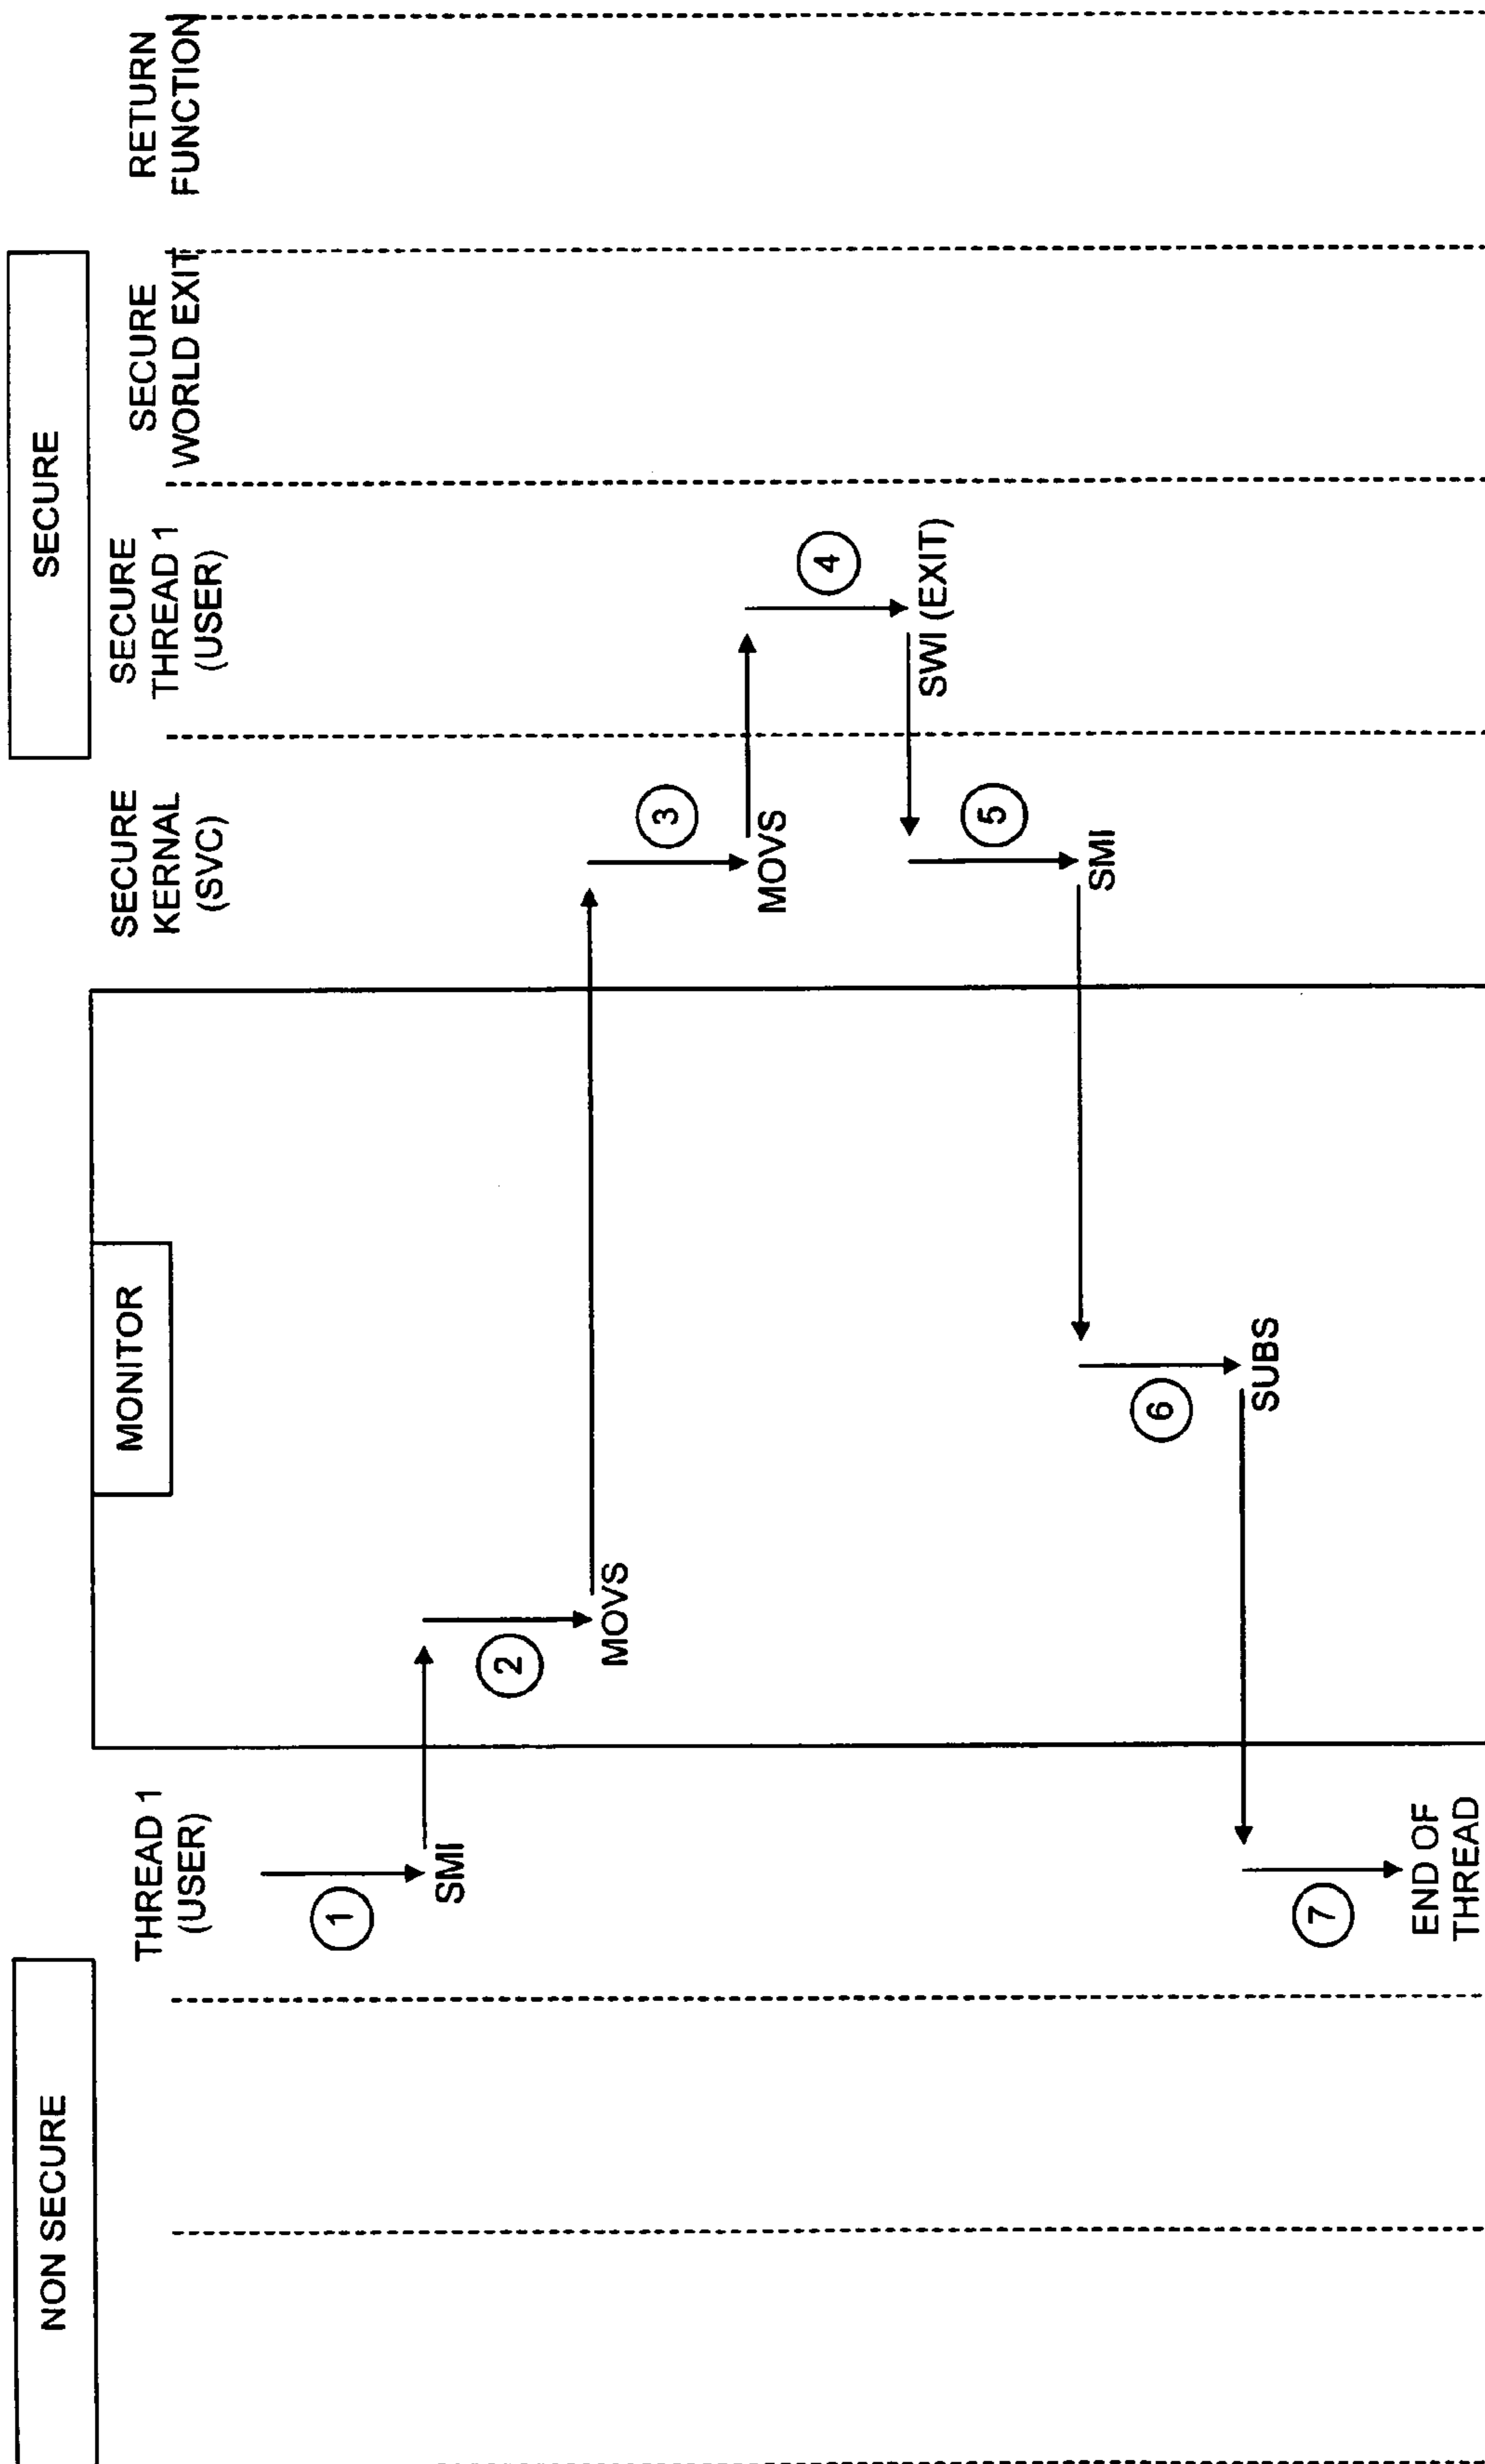 NON SECURE
MONITOR
SECURE
THREAD 1
(USER)
SECURE
KERNAL
(SVC)
SECURE
THREAD 1
(USER)
SECURE
WORLD EXIT
RETURN
FUNCTION
1
SMI
2
MOVS
3
MOVS
4
SWI (EXIT)
5
SMI
6
SUBS
7
END OF
THREAD